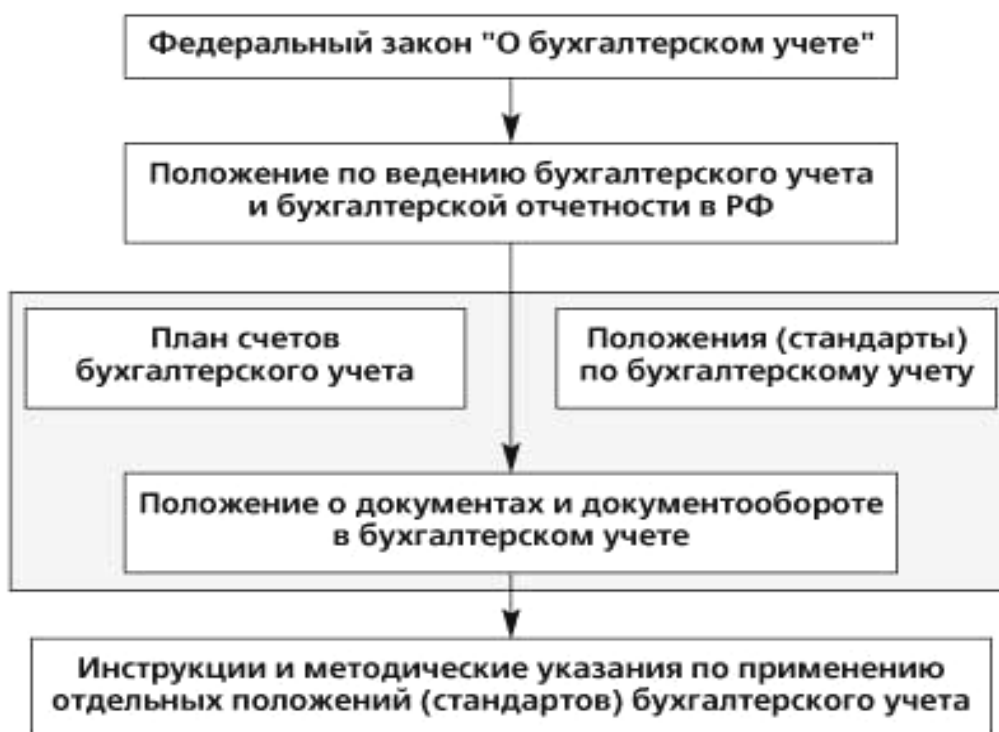 Федеральный закон "О бухгалтерском учете"
Положение по ведению бухгалтерского учета
и бухгалтерской отчетности в РФ
План счетов
бухгалтерского учета
Положения (стандарты)
по бухгалтерскому учету
Положение о документах и документообороте
в бухгалтерском учете
Инструкции и методические указания по применению
отдельных положений (стандартов) бухгалтерского учета